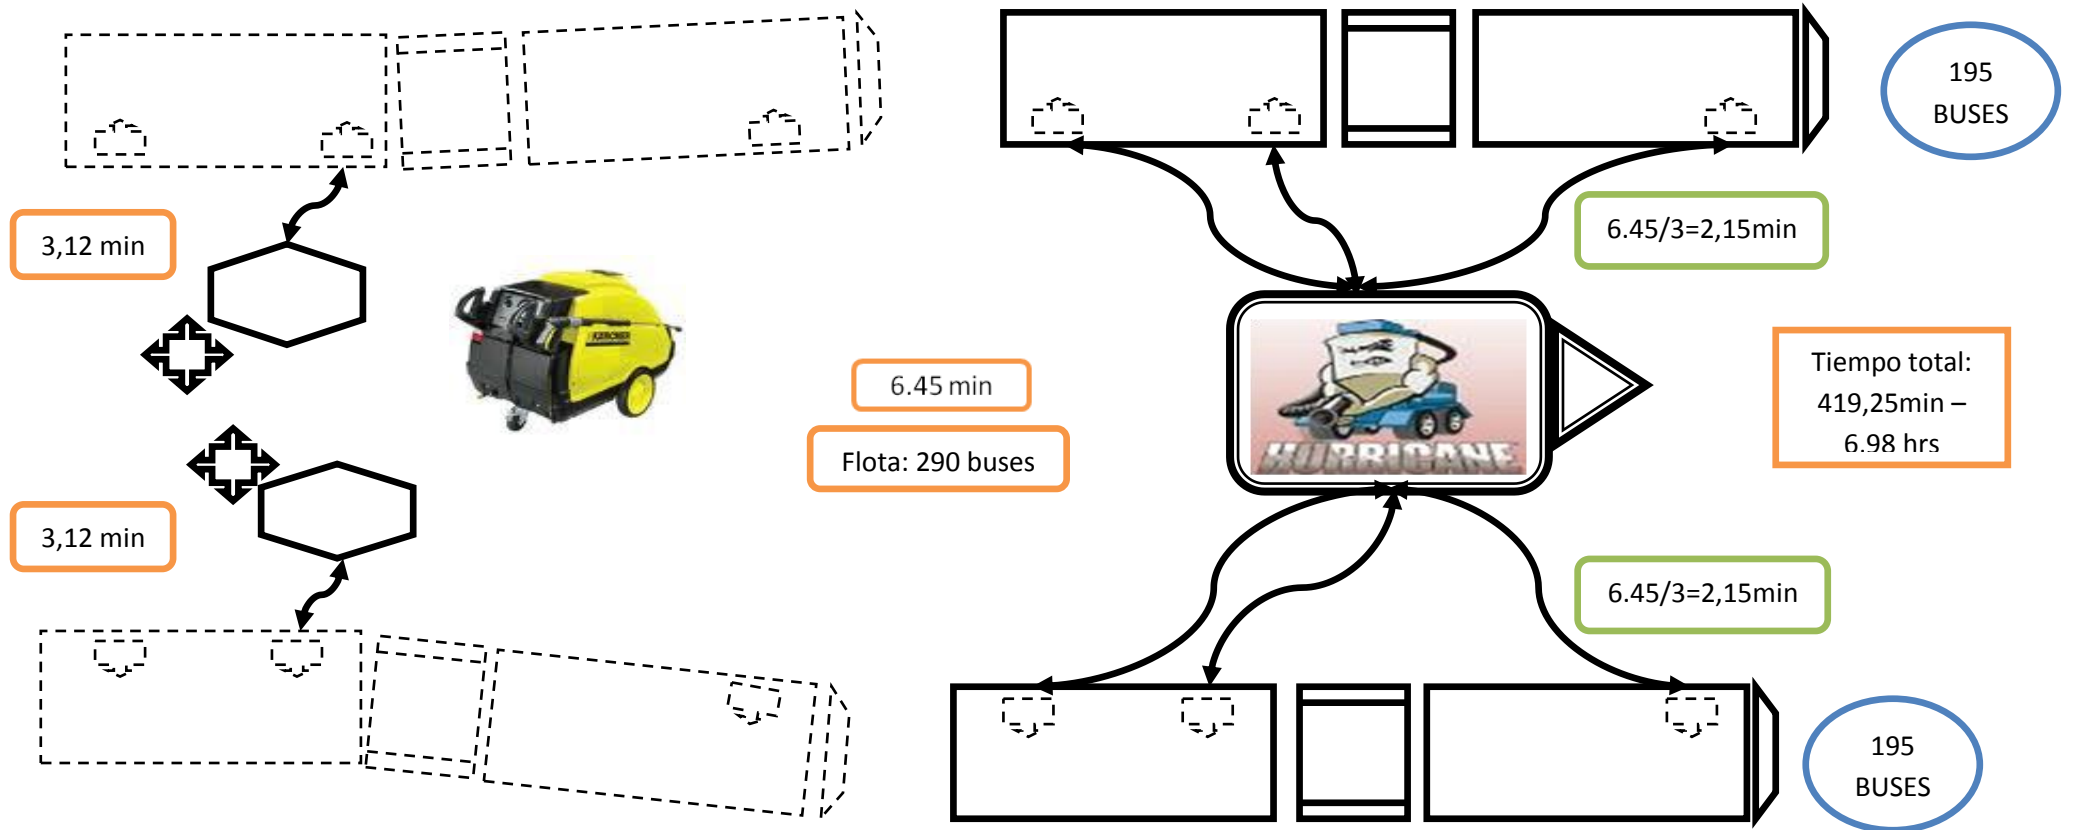 195
BUSES
3,12 min
6.45/3=2,15min
KARCHER
6.45 min
Flota: 290 buses
HURRICANE
Tiempo total:
419,25min –
6.98 hrs
3,12 min
6.45/3=2,15min
195
BUSES